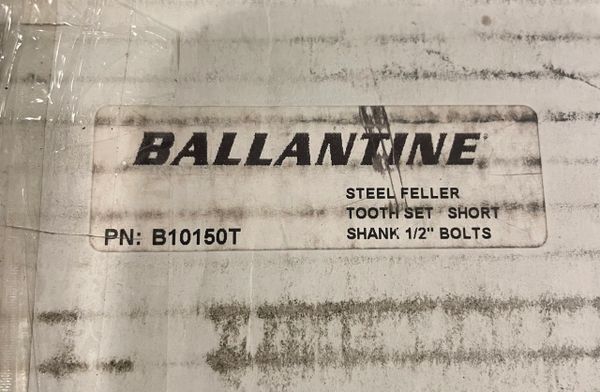 BALLANTINE
STEEL FELLER
TOOTH SET - SHORT
PN: B10150T SHANK 1/2" BOLTS